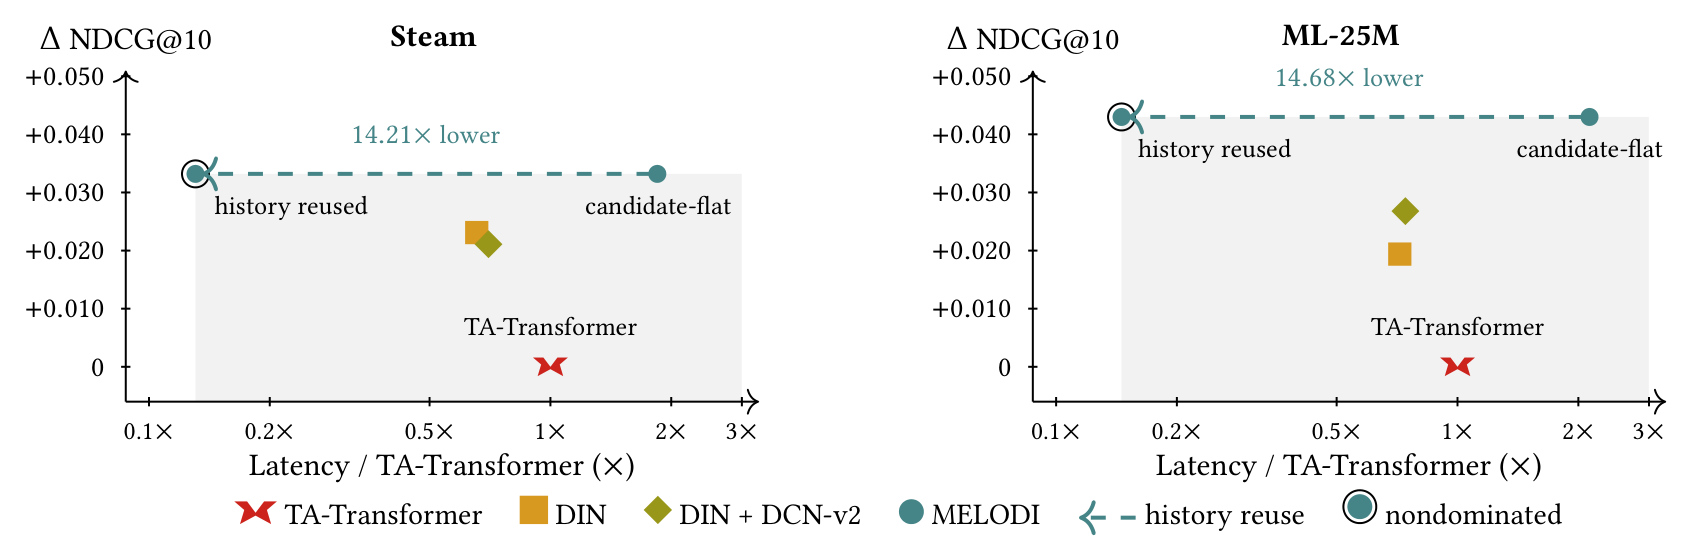 Δ NDCG@10
Steam
+0.050
14.21× lower
+0.040
+0.030
history reused
candidate-flat
+0.020
+0.010
TA-Transformer
0
0.1×
0.2×
0.5×
1×
2×
3×
Latency / TA-Transformer (×)
Δ NDCG@10
ML-25M
+0.050
14.68× lower
+0.040
history reused
candidate-flat
+0.030
+0.020
+0.010
TA-Transformer
0
0.1×
0.2×
0.5×
1×
2×
3×
Latency / TA-Transformer (×)
TA-Transformer
DIN
DIN + DCN-v2
MELODI
history reuse
nondominated